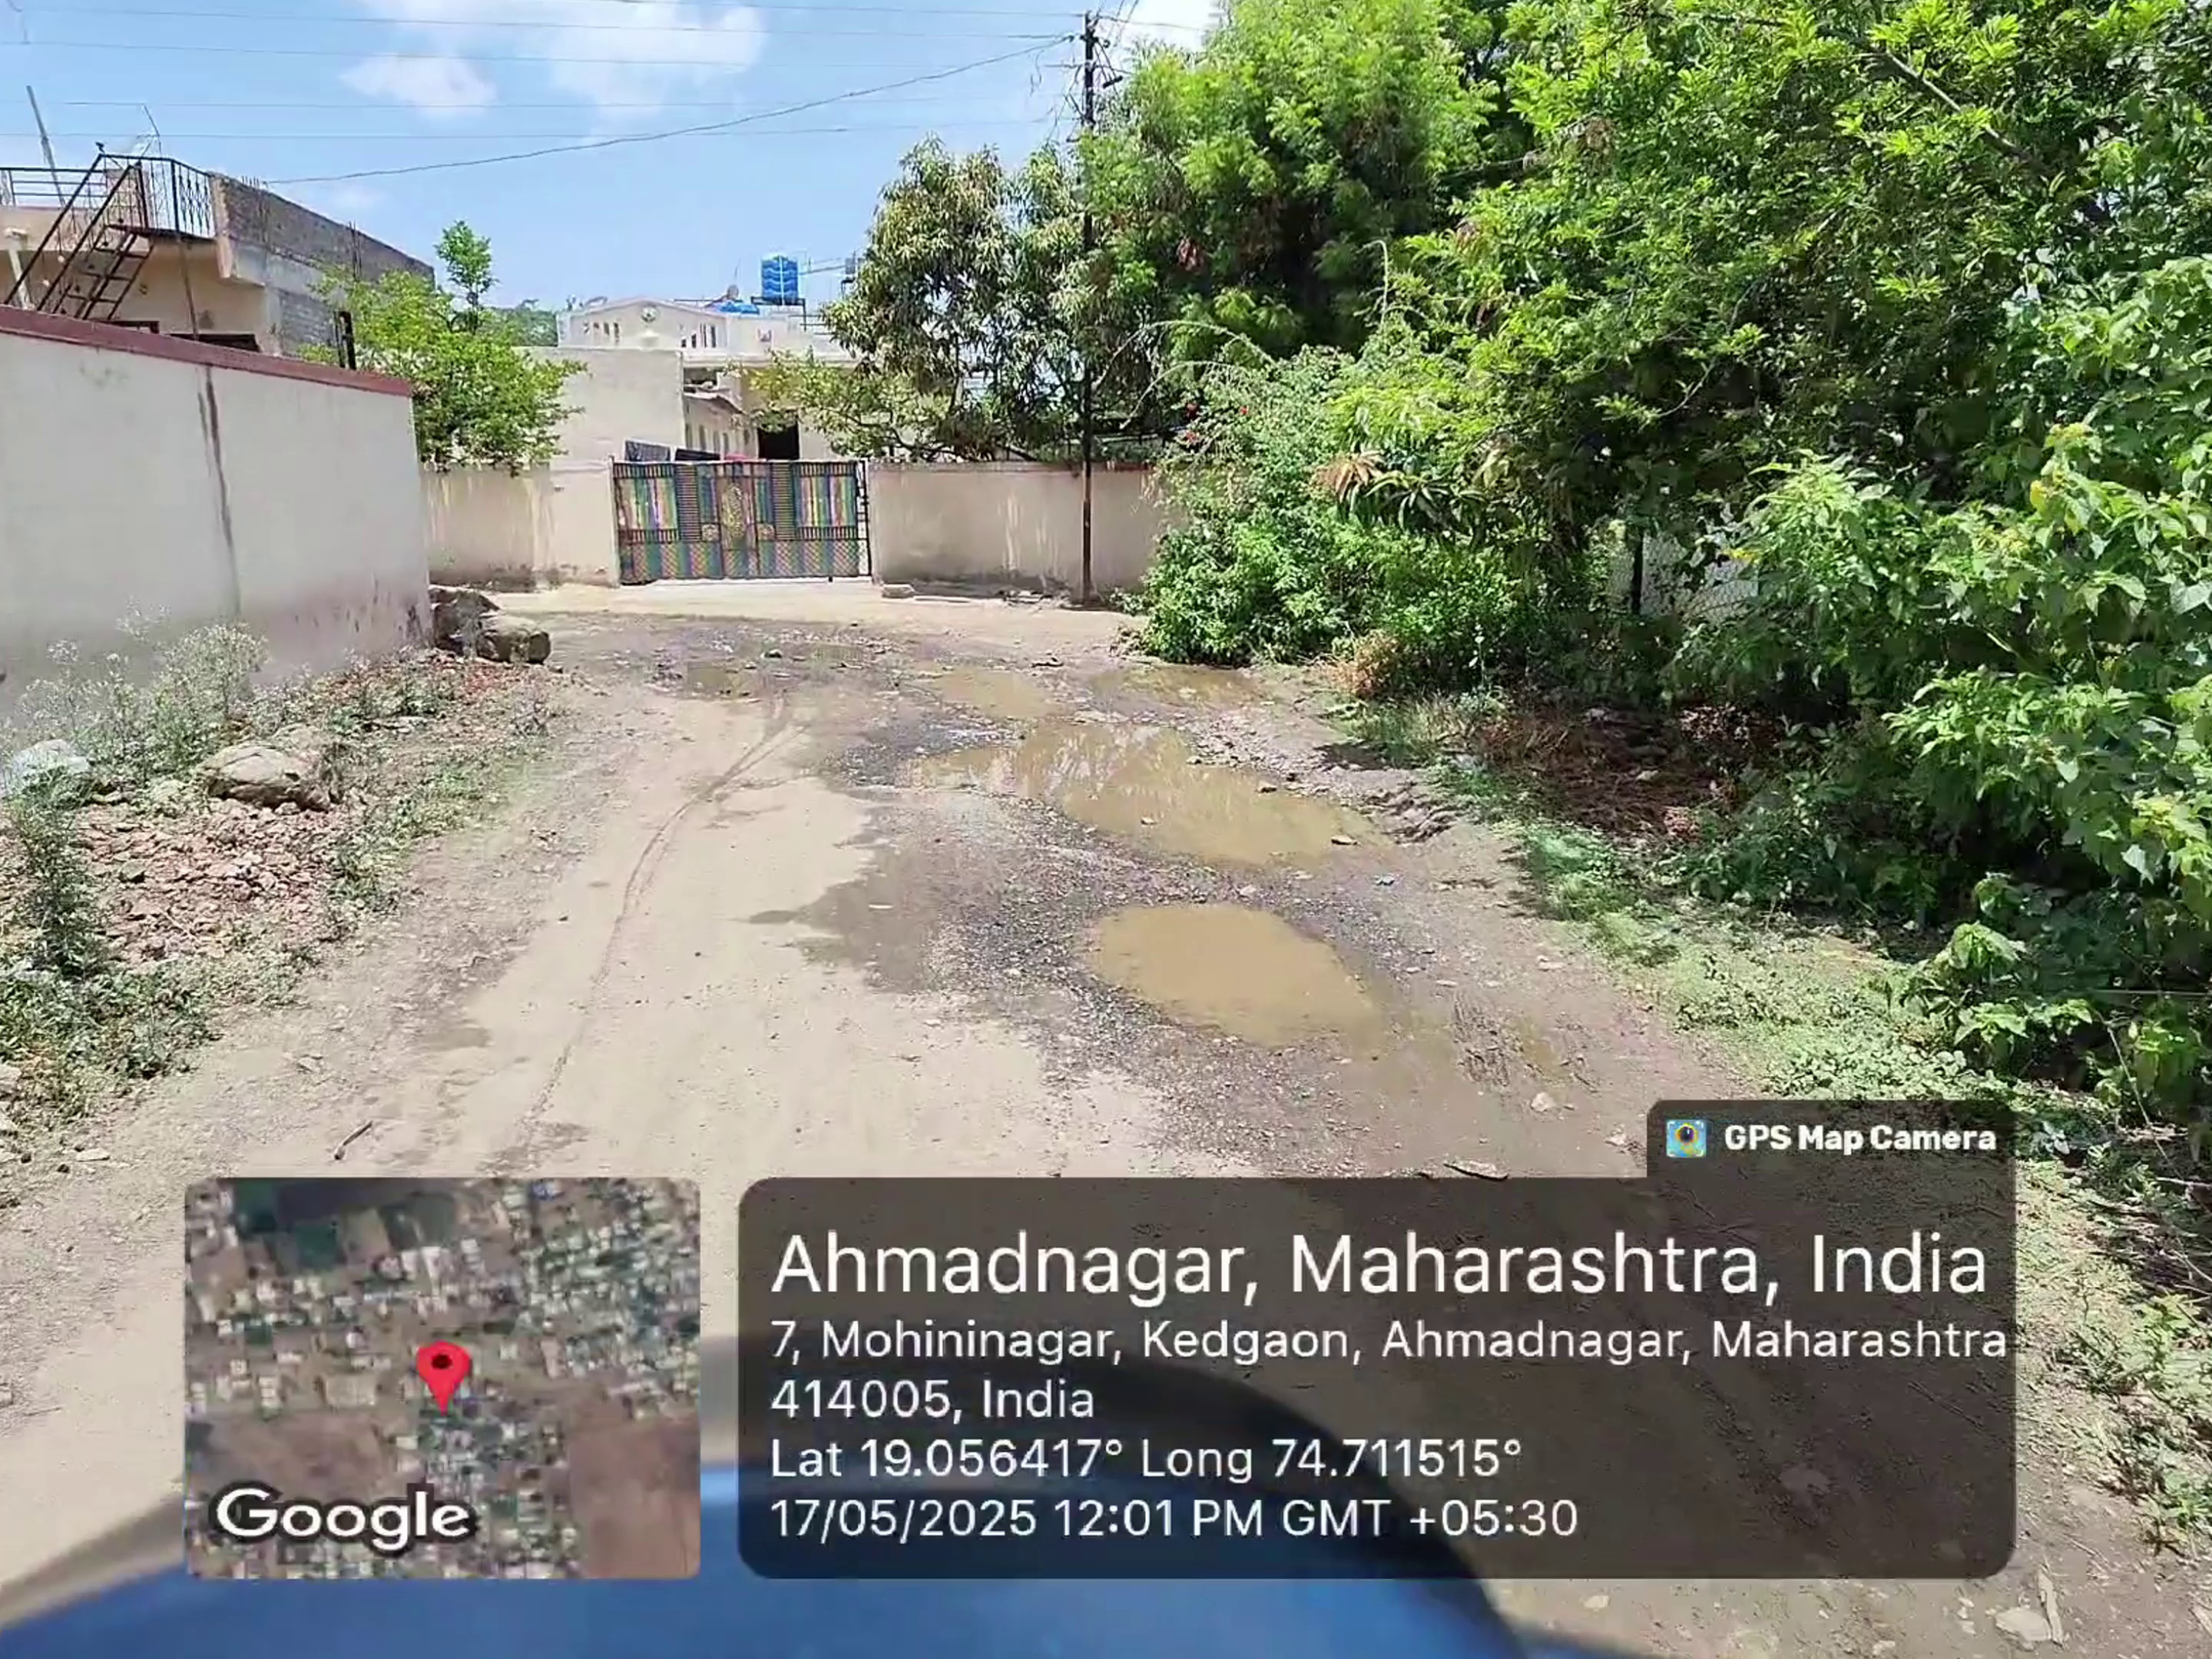 GPS Map Camera
Ahmadnagar, Maharashtra, India
7, Mohininagar, Kedgaon, Ahmadnagar, Maharashtra
414005, India
Lat 19.056417° Long 74.711515°
17/05/2025 12:01 PM GMT +05:30
Google